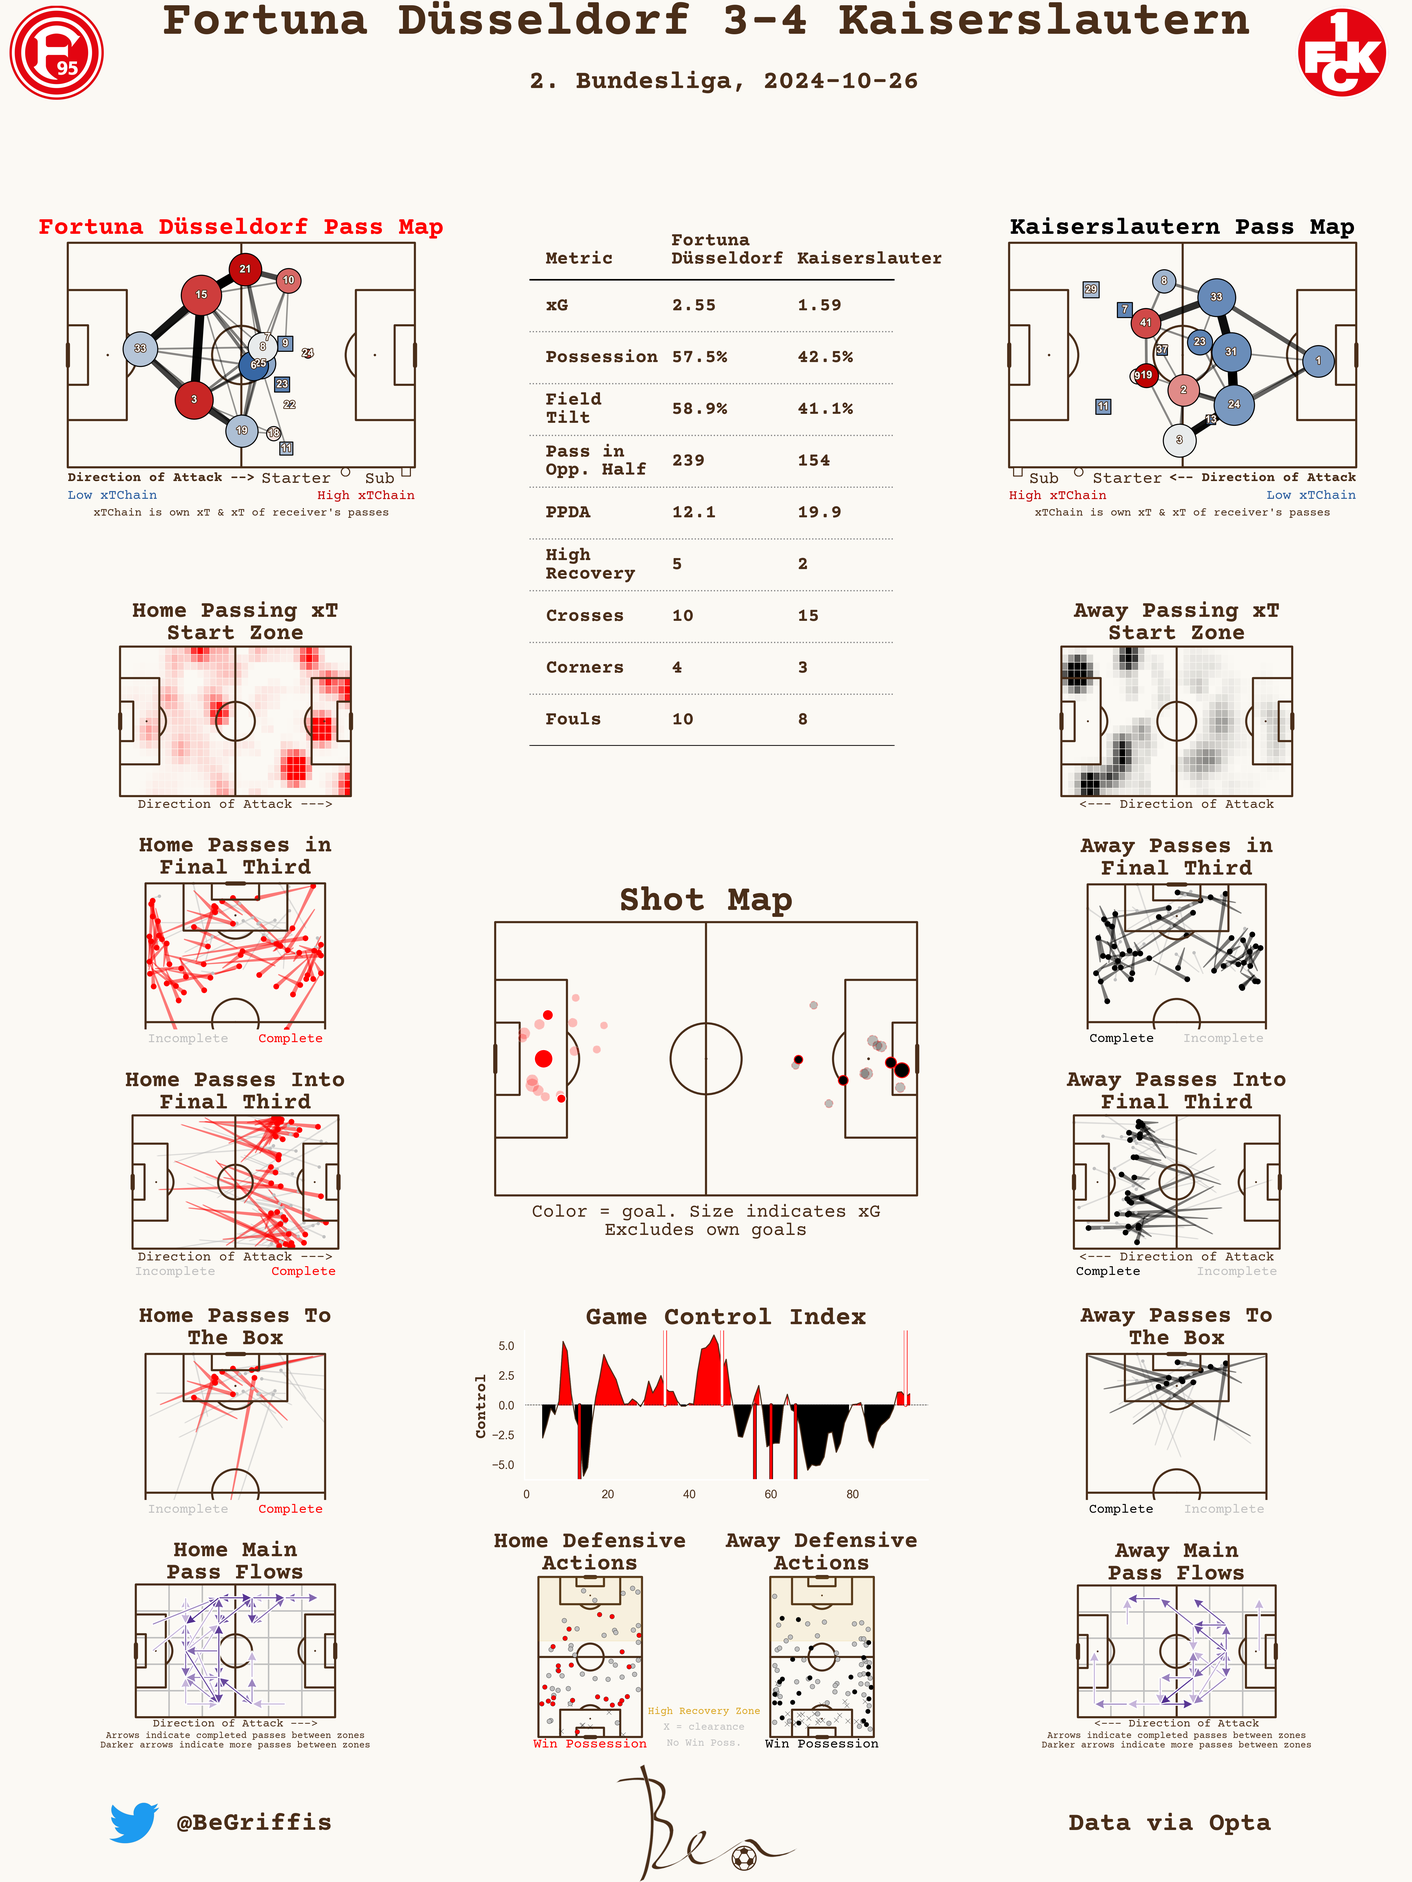 Fortuna Düsseldorf 3-4 Kaiserslautern
2. Bundesliga, 2024-10-26
F 95
1 FCK
Fortuna Düsseldorf Pass Map
21
10
15
33
7
8
9
24
6
25
23
3
22
19
18
11
Direction of Attack --> Starter Sub
Low xTChain High xTChain
xTChain is own xT & xT of receiver's passes
Metric Fortuna Düsseldorf Kaiserslauter
xG 2.55 1.59
Possession 57.5% 42.5%
Field Tilt 58.9% 41.1%
Pass in Opp. Half 239 154
PPDA 12.1 19.9
High Recovery 5 2
Crosses 10 15
Corners 4 3
Fouls 10 8
Kaiserslautern Pass Map
8
29
33
7
41
23
37
31
1
9
19
2
11
24
13
3
Sub Starter <-- Direction of Attack
High xTChain Low xTChain
xTChain is own xT & xT of receiver's passes
Home Passing xT
Start Zone
Direction of Attack --->
Away Passing xT
Start Zone
<--- Direction of Attack
Home Passes in
Final Third
Incomplete Complete
Away Passes in
Final Third
Complete Incomplete
Shot Map
Color = goal. Size indicates xG
Excludes own goals
Home Passes Into
Final Third
Direction of Attack --->
Incomplete Complete
Away Passes Into
Final Third
<--- Direction of Attack
Complete Incomplete
Home Passes To
The Box
Incomplete Complete
Game Control Index
Control
5.0
2.5
0.0
−2.5
−5.0
0 20 40 60 80
Away Passes To
The Box
Complete Incomplete
Home Main
Pass Flows
Direction of Attack --->
Arrows indicate completed passes between zones
Darker arrows indicate more passes between zones
Home Defensive
Actions
Win Possession
High Recovery Zone
X = clearance
No Win Poss.
Away Defensive
Actions
Win Possession
Away Main
Pass Flows
<--- Direction of Attack
Arrows indicate completed passes between zones
Darker arrows indicate more passes between zones
@BeGriffis
Ben
Data via Opta